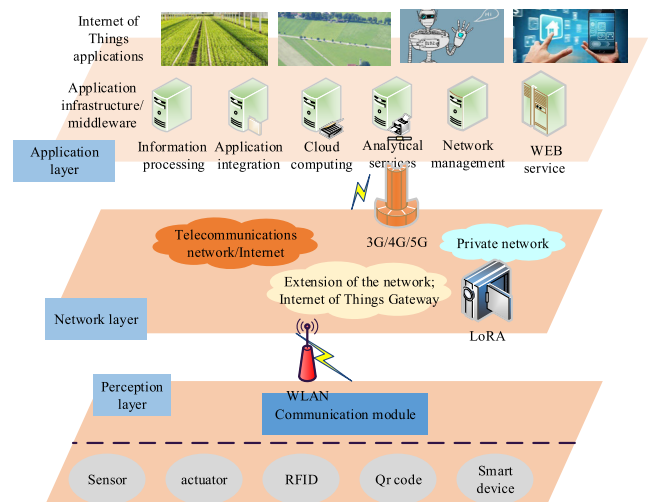 Internet of
Things
applications
HI
Application
infrastructure/
middleware
Information
processing
Application
integration
Cloud
computing
Analytical
services
Network
management
WEB
service
Application
layer
3G/4G/5G
Telecommunications
network/Internet
Private network
Extension of the network;
Internet of Things Gateway
LoRA
Network layer
WLAN
Perception
layer
Communication module
Sensor
actuator
RFID
Qr code
Smart
device